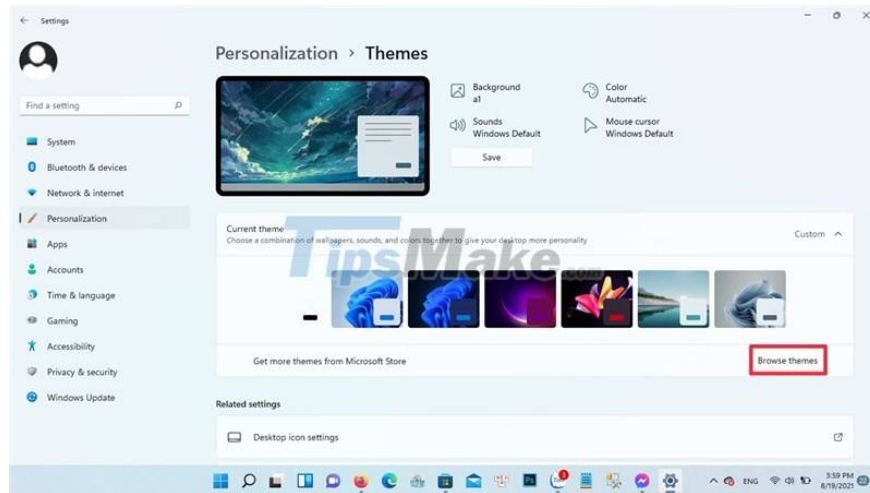 Settings
Personalization > Themes
Find a setting
System
Bluetooth & devices
Network & internet
Personalization
Apps
Accounts
Time & language
Gaming
Accessibility
Privacy & security
Windows Update
Background
a1
Color
Automatic
Sounds
Windows Default
Mouse cursor
Windows Default
Save
Current theme
Choose a combination of wallpapers, sounds, and colors together to give your desktop more personality
Custom
TipsMake.com
Get more themes from Microsoft Store
Browse themes
Related settings
Desktop icon settings
ENG
3:59 PM
8/19/2021
22